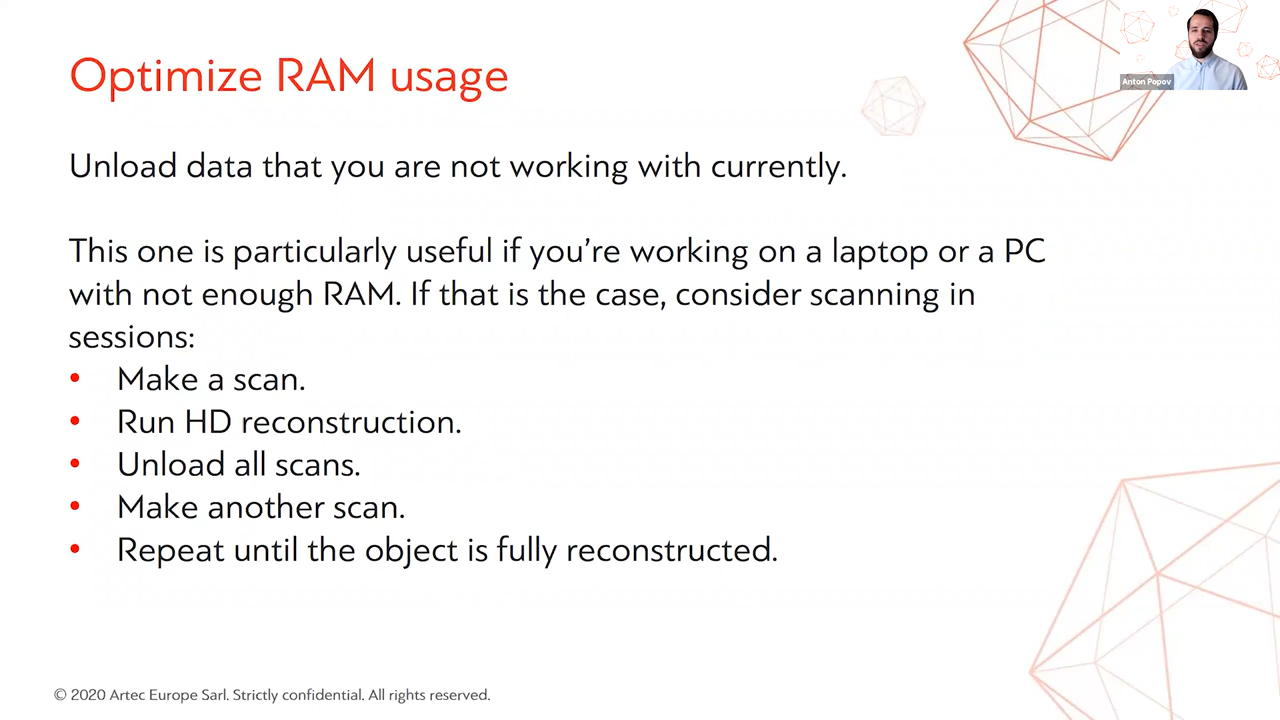 Optimize RAM usage
Anton Popov
Unload data that you are not working with currently.
This one is particularly useful if you’re working on a laptop or a PC
with not enough RAM. If that is the case, consider scanning in
sessions:
• Make a scan.
• Run HD reconstruction.
• Unload all scans.
• Make another scan.
• Repeat until the object is fully reconstructed.
© 2020 Artec Europe Sarl. Strictly confidential. All rights reserved.